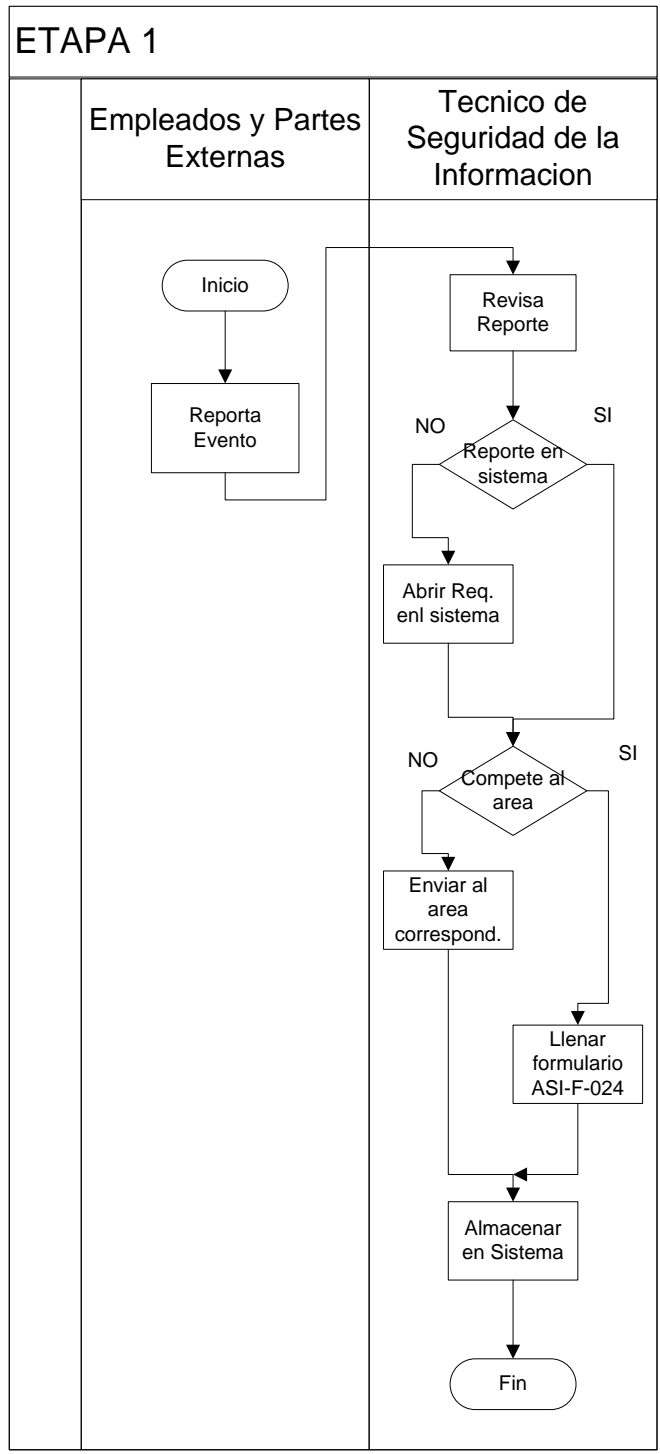 ETAPA 1
Empleados y Partes
Externas
Tecnico de
Seguridad de la
Informacion
Inicio
Reporta
Evento
Revisa
Reporte
NO
SI
Reporte en
sistema
Abrir Req.
enl sistema
NO
SI
Compete al
area
Enviar al
area
correspond.
Llenar
formulario
ASI-F-024
Almacenar
en Sistema
Fin